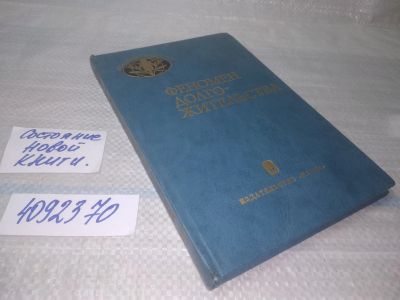 ФЕНОМЕН
ДОЛГО-
ЖИТЕЛЬСТВА
ИЗДАТЕЛЬСТВО «НАУКА»
Состояние
новой
книги.
4092370